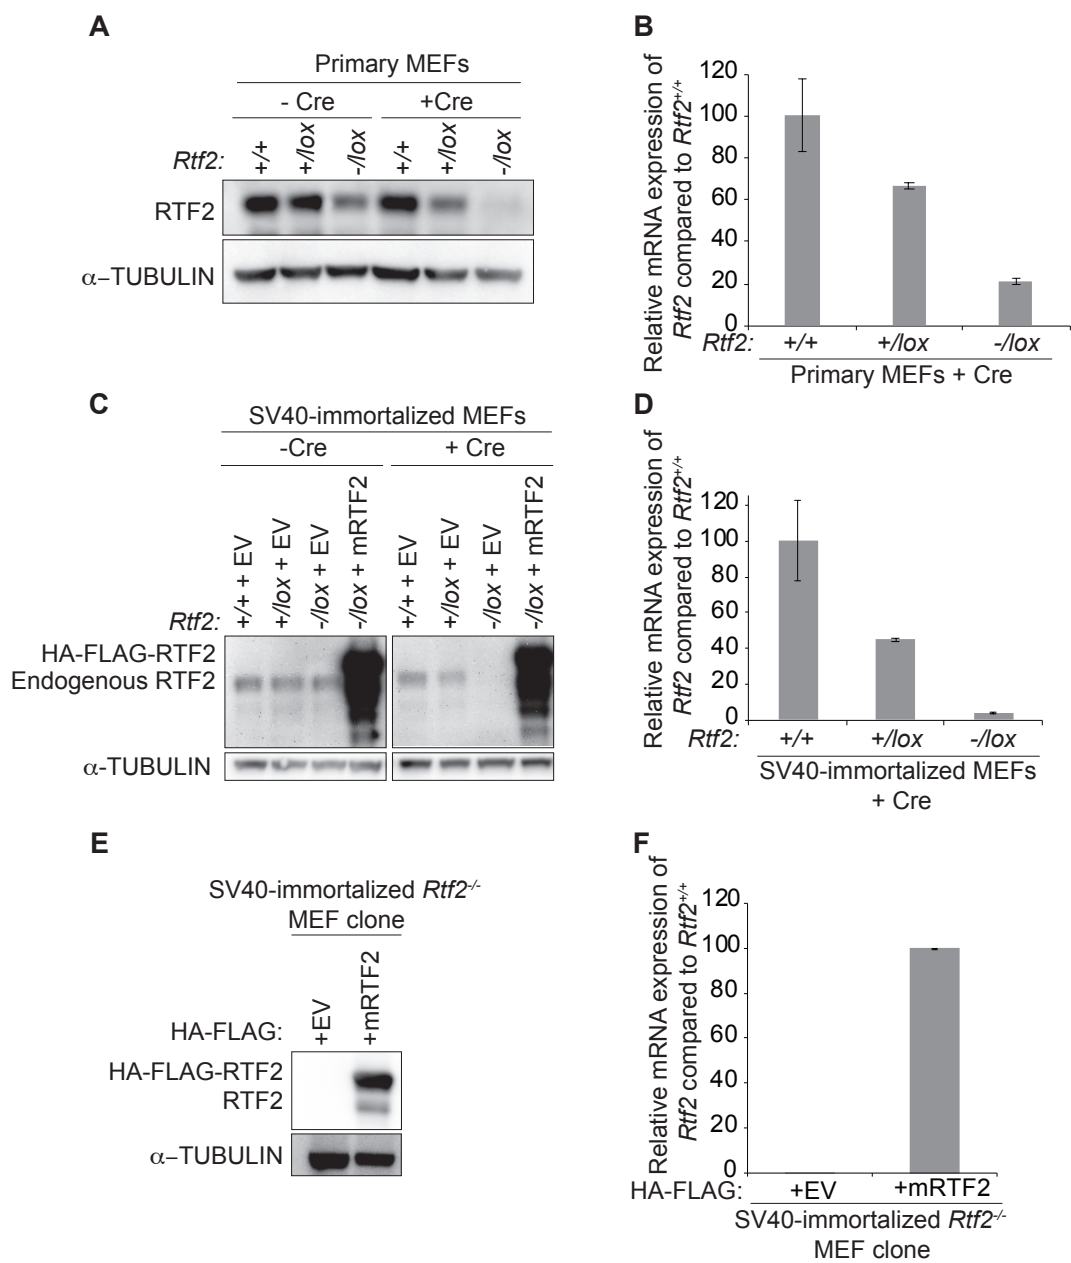 A
Primary MEFs
- Cre
+Cre
Rtf2:
+/+
+/lox
-/lox
+/+
+/lox
-/lox
RTF2
α–TUBULIN
B
Relative mRNA expression of
Rtf2 compared to Rtf2+/+
120
100
80
60
40
20
0
Rtf2:
+/+
+/lox
-/lox
Primary MEFs + Cre
C
SV40-immortalized MEFs
-Cre
+ Cre
Rtf2:
+/+ + EV
+/lox + EV
-/lox + EV
-/lox + mRTF2
+/+ + EV
+/lox + EV
-/lox + EV
-/lox + mRTF2
HA-FLAG-RTF2
Endogenous RTF2
α-TUBULIN
D
Relative mRNA expression of
Rtf2 compared to Rtf2+/+
120
100
80
60
40
20
0
Rtf2:
+/+
+/lox
-/lox
SV40-immortalized MEFs
+ Cre
E
SV40-immortalized Rtf2-/-
MEF clone
HA-FLAG:
+EV
+mRTF2
HA-FLAG-RTF2
RTF2
α–TUBULIN
F
Relative mRNA expression of
Rtf2 compared to Rtf2+/+
120
100
80
60
40
20
0
HA-FLAG:
+EV
+mRTF2
SV40-immortalized Rtf2-/-
MEF clone